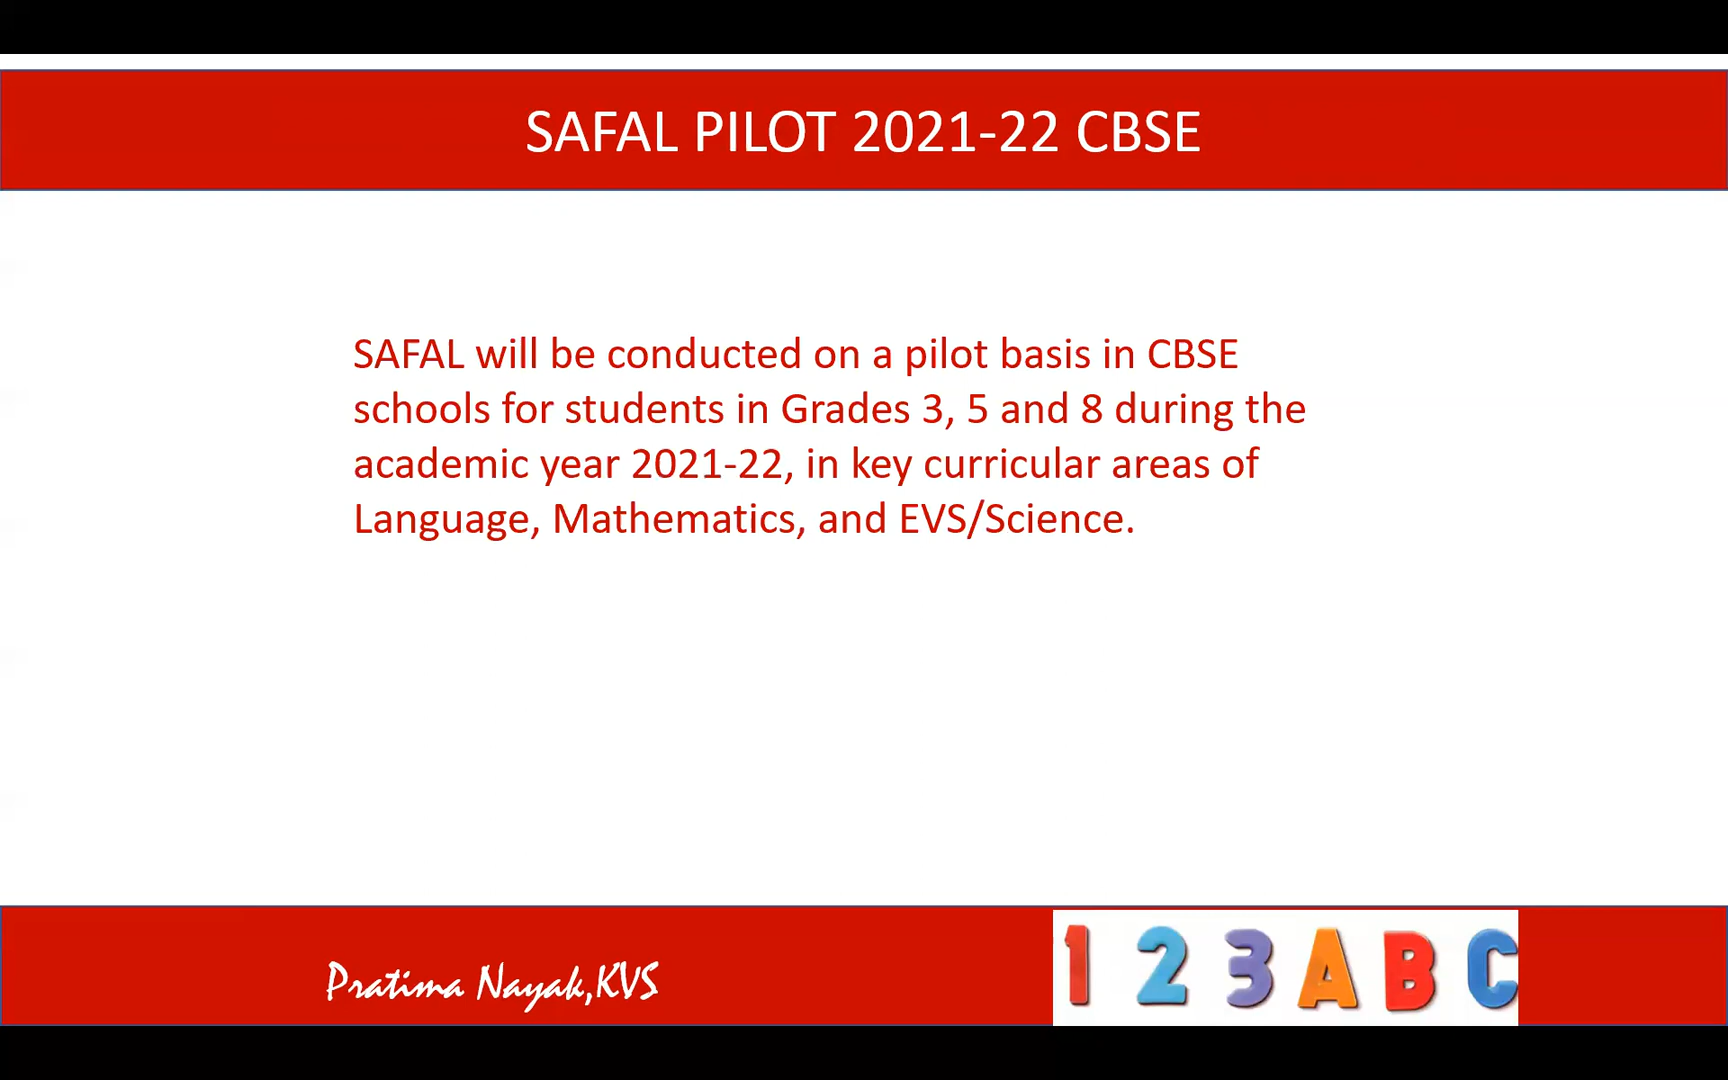 SAFAL PILOT 2021-22 CBSE
SAFAL will be conducted on a pilot basis in CBSE
schools for students in Grades 3, 5 and 8 during the
academic year 2021-22, in key curricular areas of
Language, Mathematics, and EVS/Science.
Pratima Nayak,KVS
1 2 3 A B C